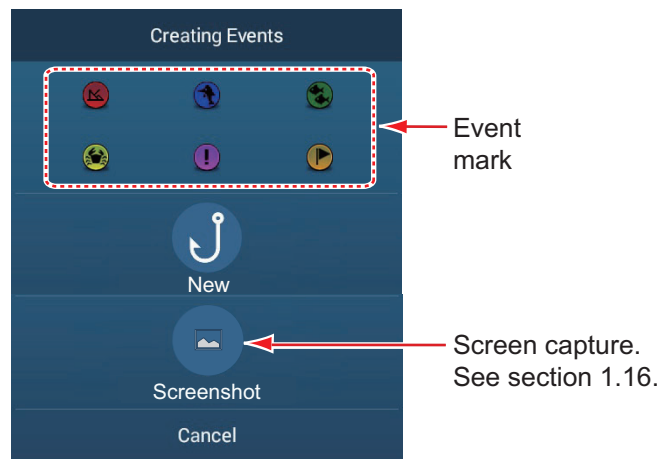 Creating Events
Event
mark
New
Screenshot
Screen capture.
See section 1.16.
Cancel